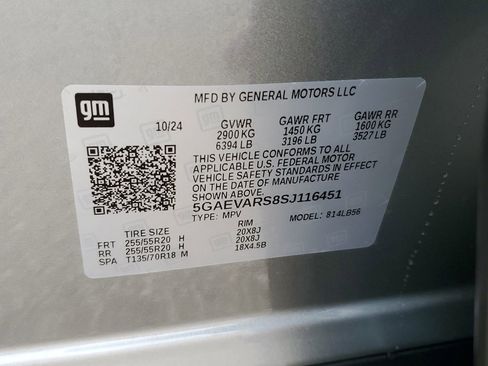 gm
MFD BY GENERAL MOTORS LLC
10/24 GVWR GAWR FRT GAWR RR
2900 KG 1450 KG 1600 KG
6394 LB 3196 LB 3527 LB
THIS VEHICLE CONFORMS TO ALL
APPLICABLE U.S. FEDERAL MOTOR
VEHICLE SAFETY STANDARDS IN EFFECT
ON THE DATE OF MANUFACTURE
SHOWN ABOVE.
5GAEVARS8SJ116451
TYPE: MPV MODEL: 814LB56
TIRE SIZE RIM
FRT 255/55R20 H 20X8J
RR 255/55R20 H 20X8J
SPA T135/70R18 M 18X4.5B